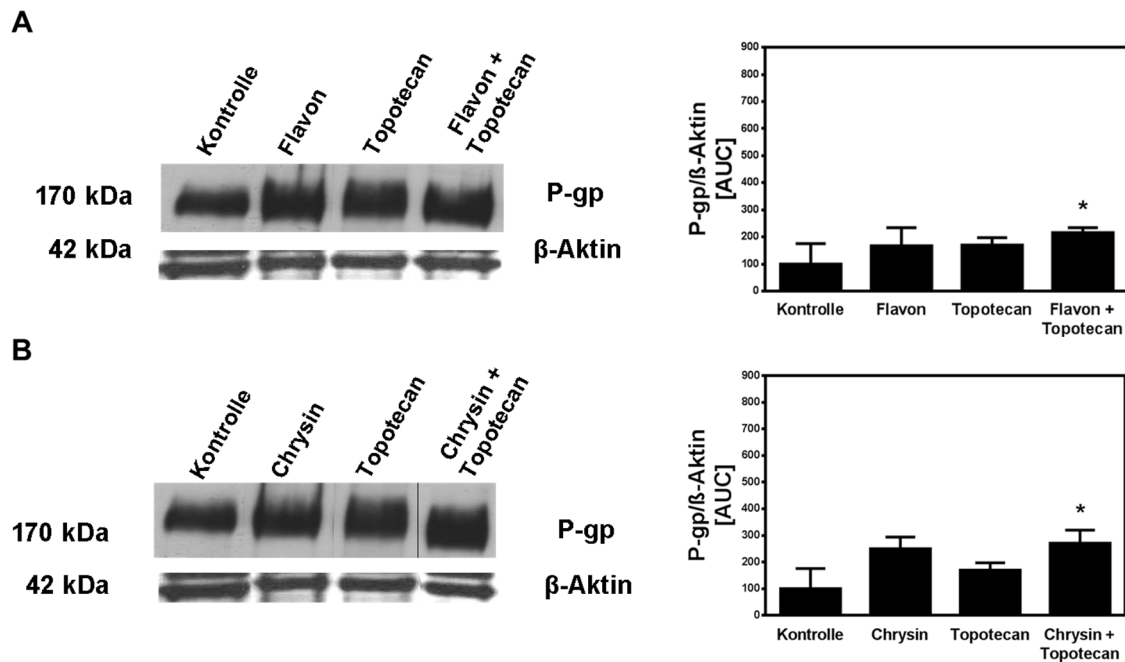 A
Kontrolle
Flavon
Topotecan
Flavon +
Topotecan
170 kDa
P-gp
42 kDa
β-Aktin
P-gp/ß-Aktin
[AUC]
900
800
700
600
500
400
300
200
100
0
*
Kontrolle Flavon Topotecan Flavon +
Topotecan
B
Kontrolle
Chrysin
Topotecan
Chrysin +
Topotecan
170 kDa
P-gp
42 kDa
β-Aktin
P-gp/ß-Aktin
[AUC]
900
800
700
600
500
400
300
200
100
0
*
Kontrolle Chrysin Topotecan Chrysin +
Topotecan